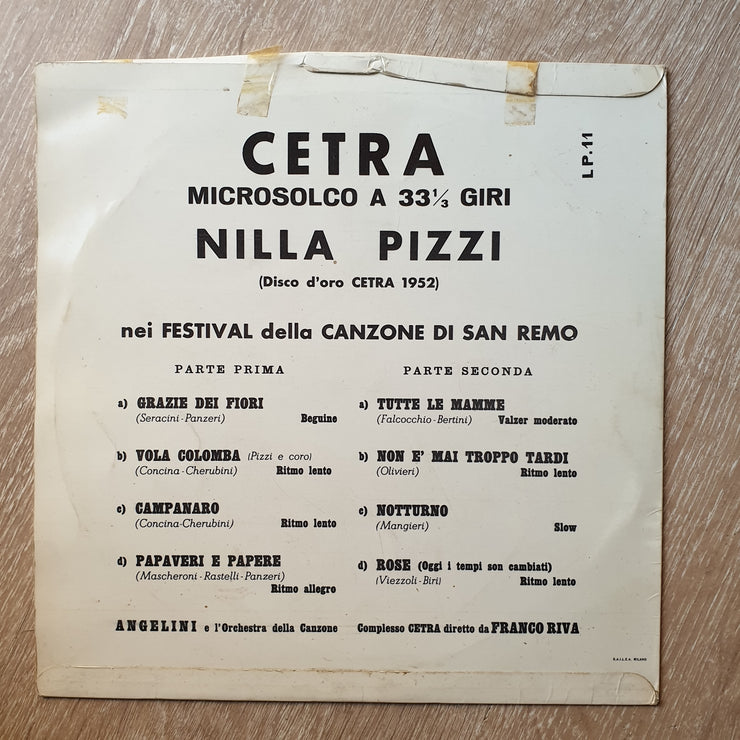 CETRA
LP.11
MICROSOLCO A 33 1/3 GIRI
NILLA PIZZI
(Disco d'oro CETRA 1952)
nei FESTIVAL della CANZONE DI SAN REMO
PARTE PRIMA
a) GRAZIE DEI FIORI
(Seracini-Panzeri) Beguine
b) VOLA COLOMBA (Pizzi e coro)
(Concina-Cherubini) Ritmo lento
c) CAMPANARO
(Concina-Cherubini) Ritmo lento
d) PAPAVERI E PAPERE
(Mascheroni-Rastelli-Panzeri)
Ritmo allegro
ANGELINI e l'Orchestra della Canzone
PARTE SECONDA
a) TUTTE LE MAMME
(Falcocchio-Bertini) Valzer moderato
b) NON E' MAI TROPPO TARDI
(Olivieri) Ritmo lento
c) NOTTURNO
(Mangieri) Slow
d) ROSE (Oggi i tempi son cambiati)
(Viezzoli-Biri) Ritmo lento
Complesso CETRA diretto da FRANCO RIVA
MILANO